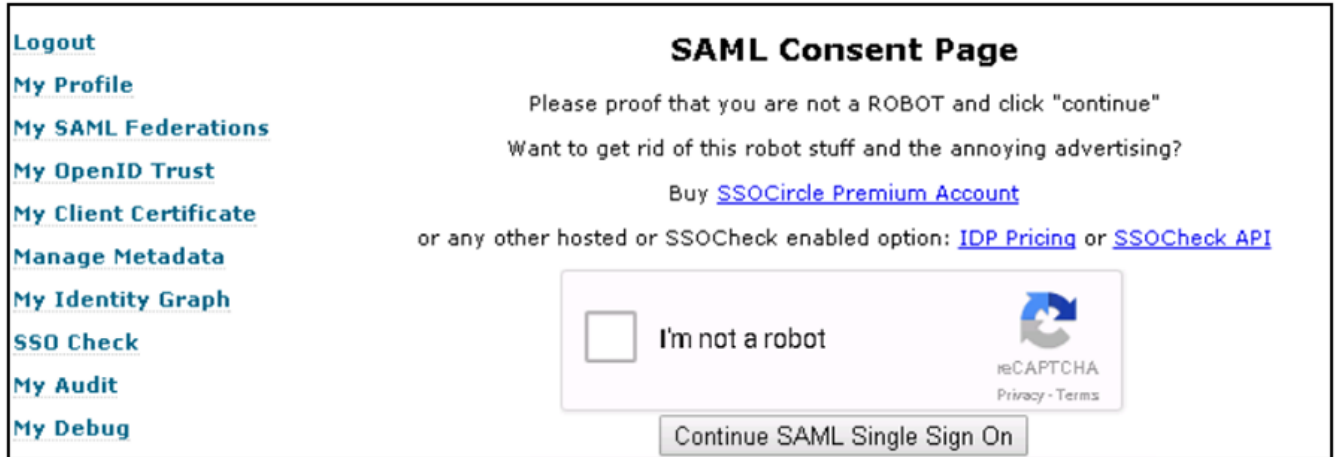 Logout
My Profile
My SAML Federations
My OpenID Trust
My Client Certificate
Manage Metadata
My Identity Graph
SSO Check
My Audit
My Debug
SAML Consent Page
Please proof that you are not a ROBOT and click "continue"
Want to get rid of this robot stuff and the annoying advertising?
Buy SSOCircle Premium Account
or any other hosted or SSOCheck enabled option: IDP Pricing or SSOCheck API
I'm not a robot
reCAPTCHA
Privacy - Terms
Continue SAML Single Sign On